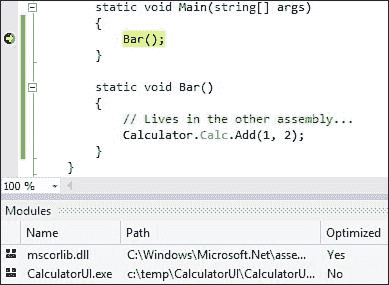 static void Main(string[] args)
{
Bar();
}
static void Bar()
{
// Lives in the other assembly...
Calculator.Calc.Add(1, 2);
}
}
100 %
Modules
Name Path Optimized
mscorlib.dll C:\Windows\Microsoft.Net\asse... Yes
CalculatorUI.exe c:\temp\CalculatorUI\CalculatorU... No